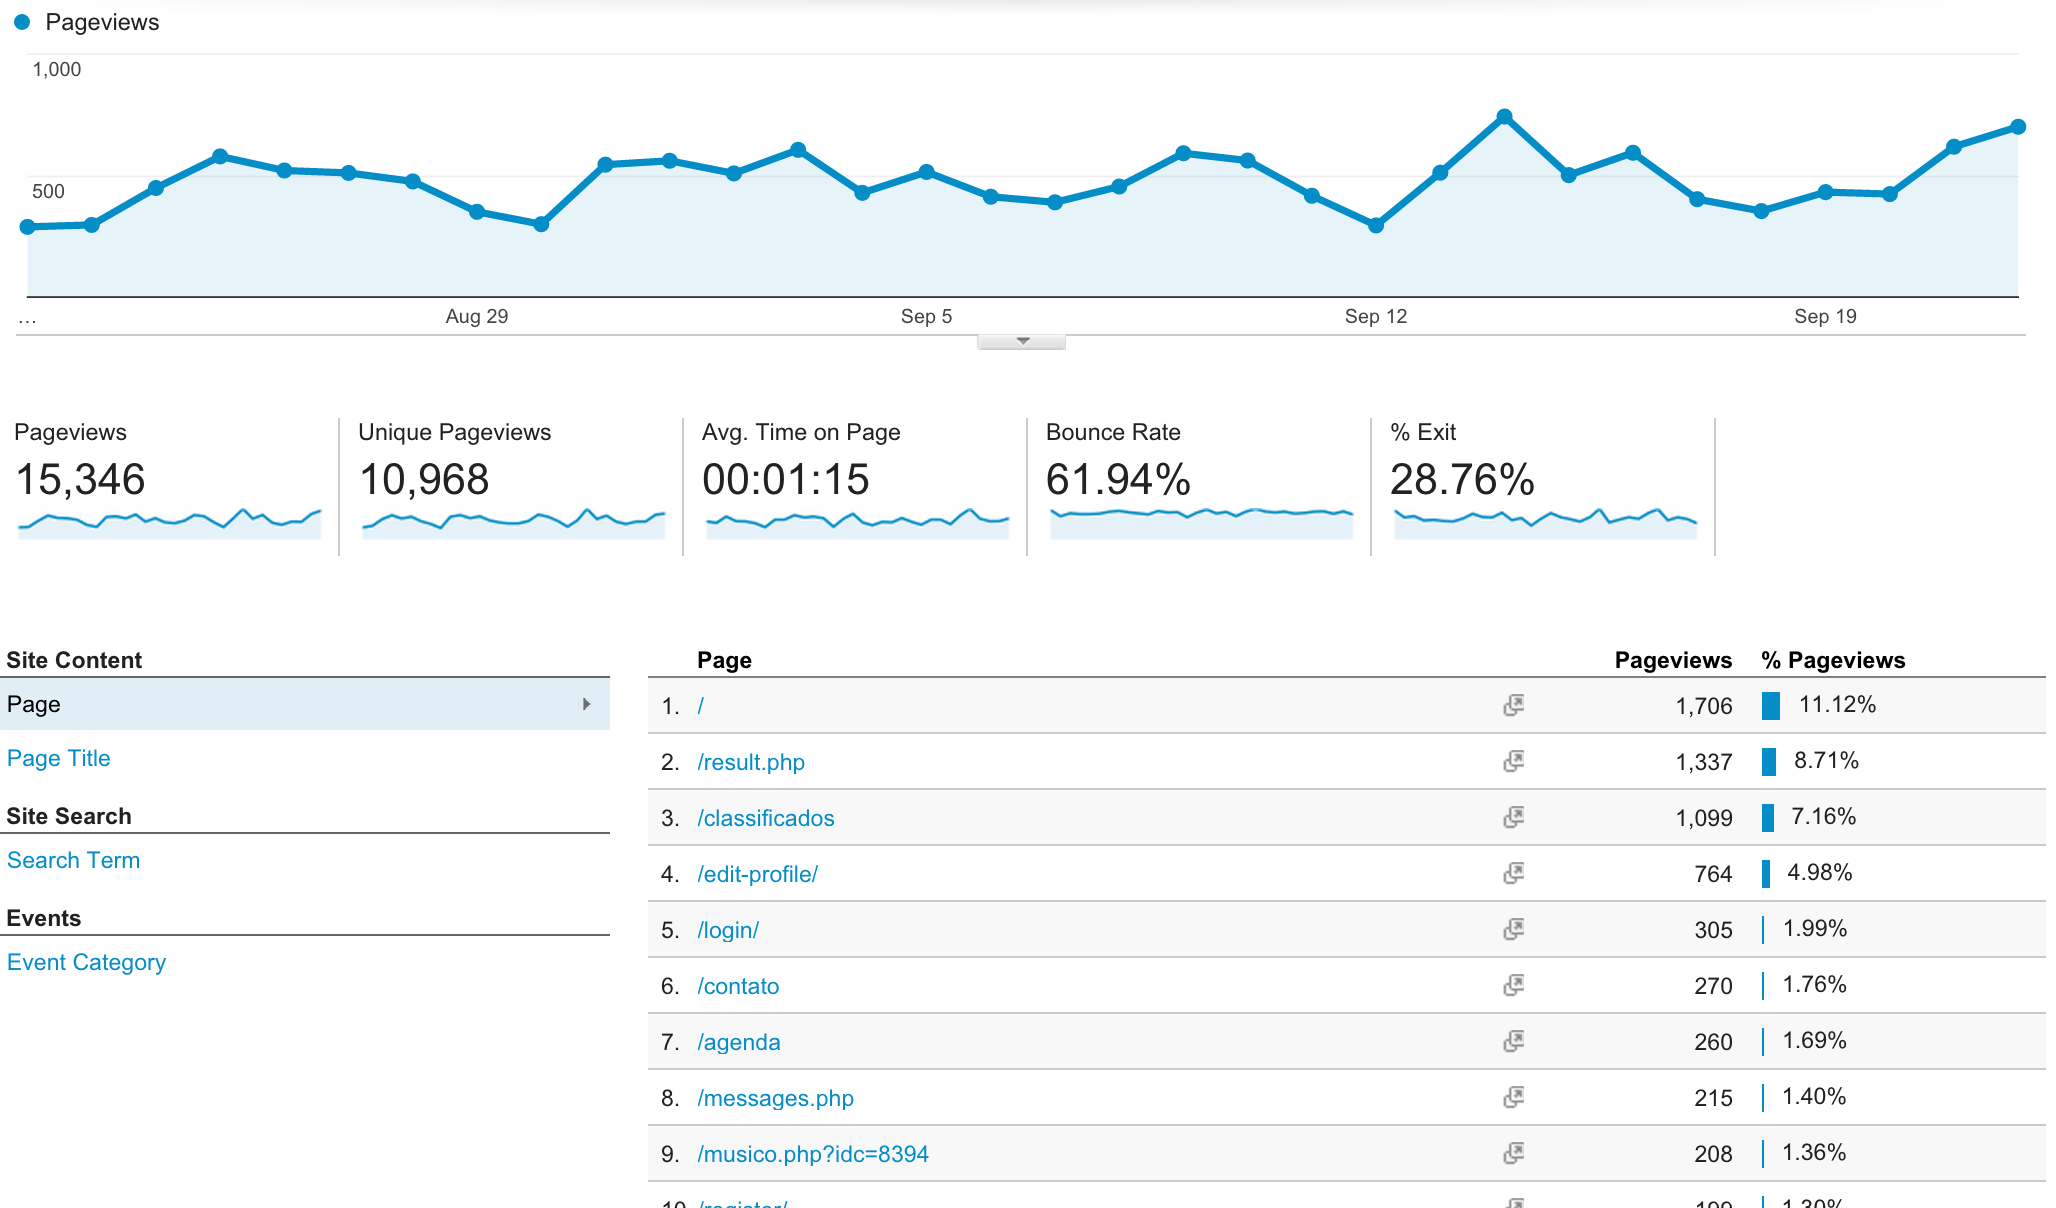 Pageviews
1,000
500
... Aug 29 Sep 5 Sep 12 Sep 19
Pageviews Unique Pageviews Avg. Time on Page Bounce Rate % Exit
15,346 10,968 00:01:15 61.94% 28.76%
Site Content
Page
Page Title
Site Search
Search Term
Events
Event Category
Page Pageviews % Pageviews
1. / 1,706 11.12%
2. /result.php 1,337 8.71%
3. /classificados 1,099 7.16%
4. /edit-profile/ 764 4.98%
5. /login/ 305 1.99%
6. /contato 270 1.76%
7. /agenda 260 1.69%
8. /messages.php 215 1.40%
9. /musico.php?idc=8394 208 1.36%
10. /register/ 1.30%